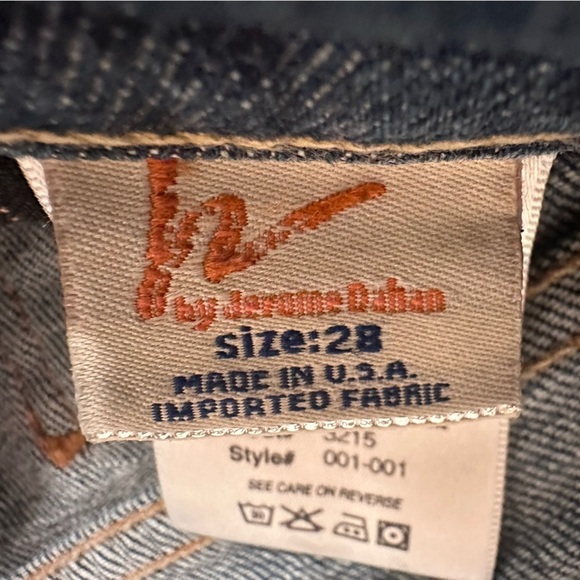 by Jerome Dahan
Size:28
MADE IN U.S.A.
IMPORTED FABRIC
3215
Style# 001-001
SEE CARE ON REVERSE